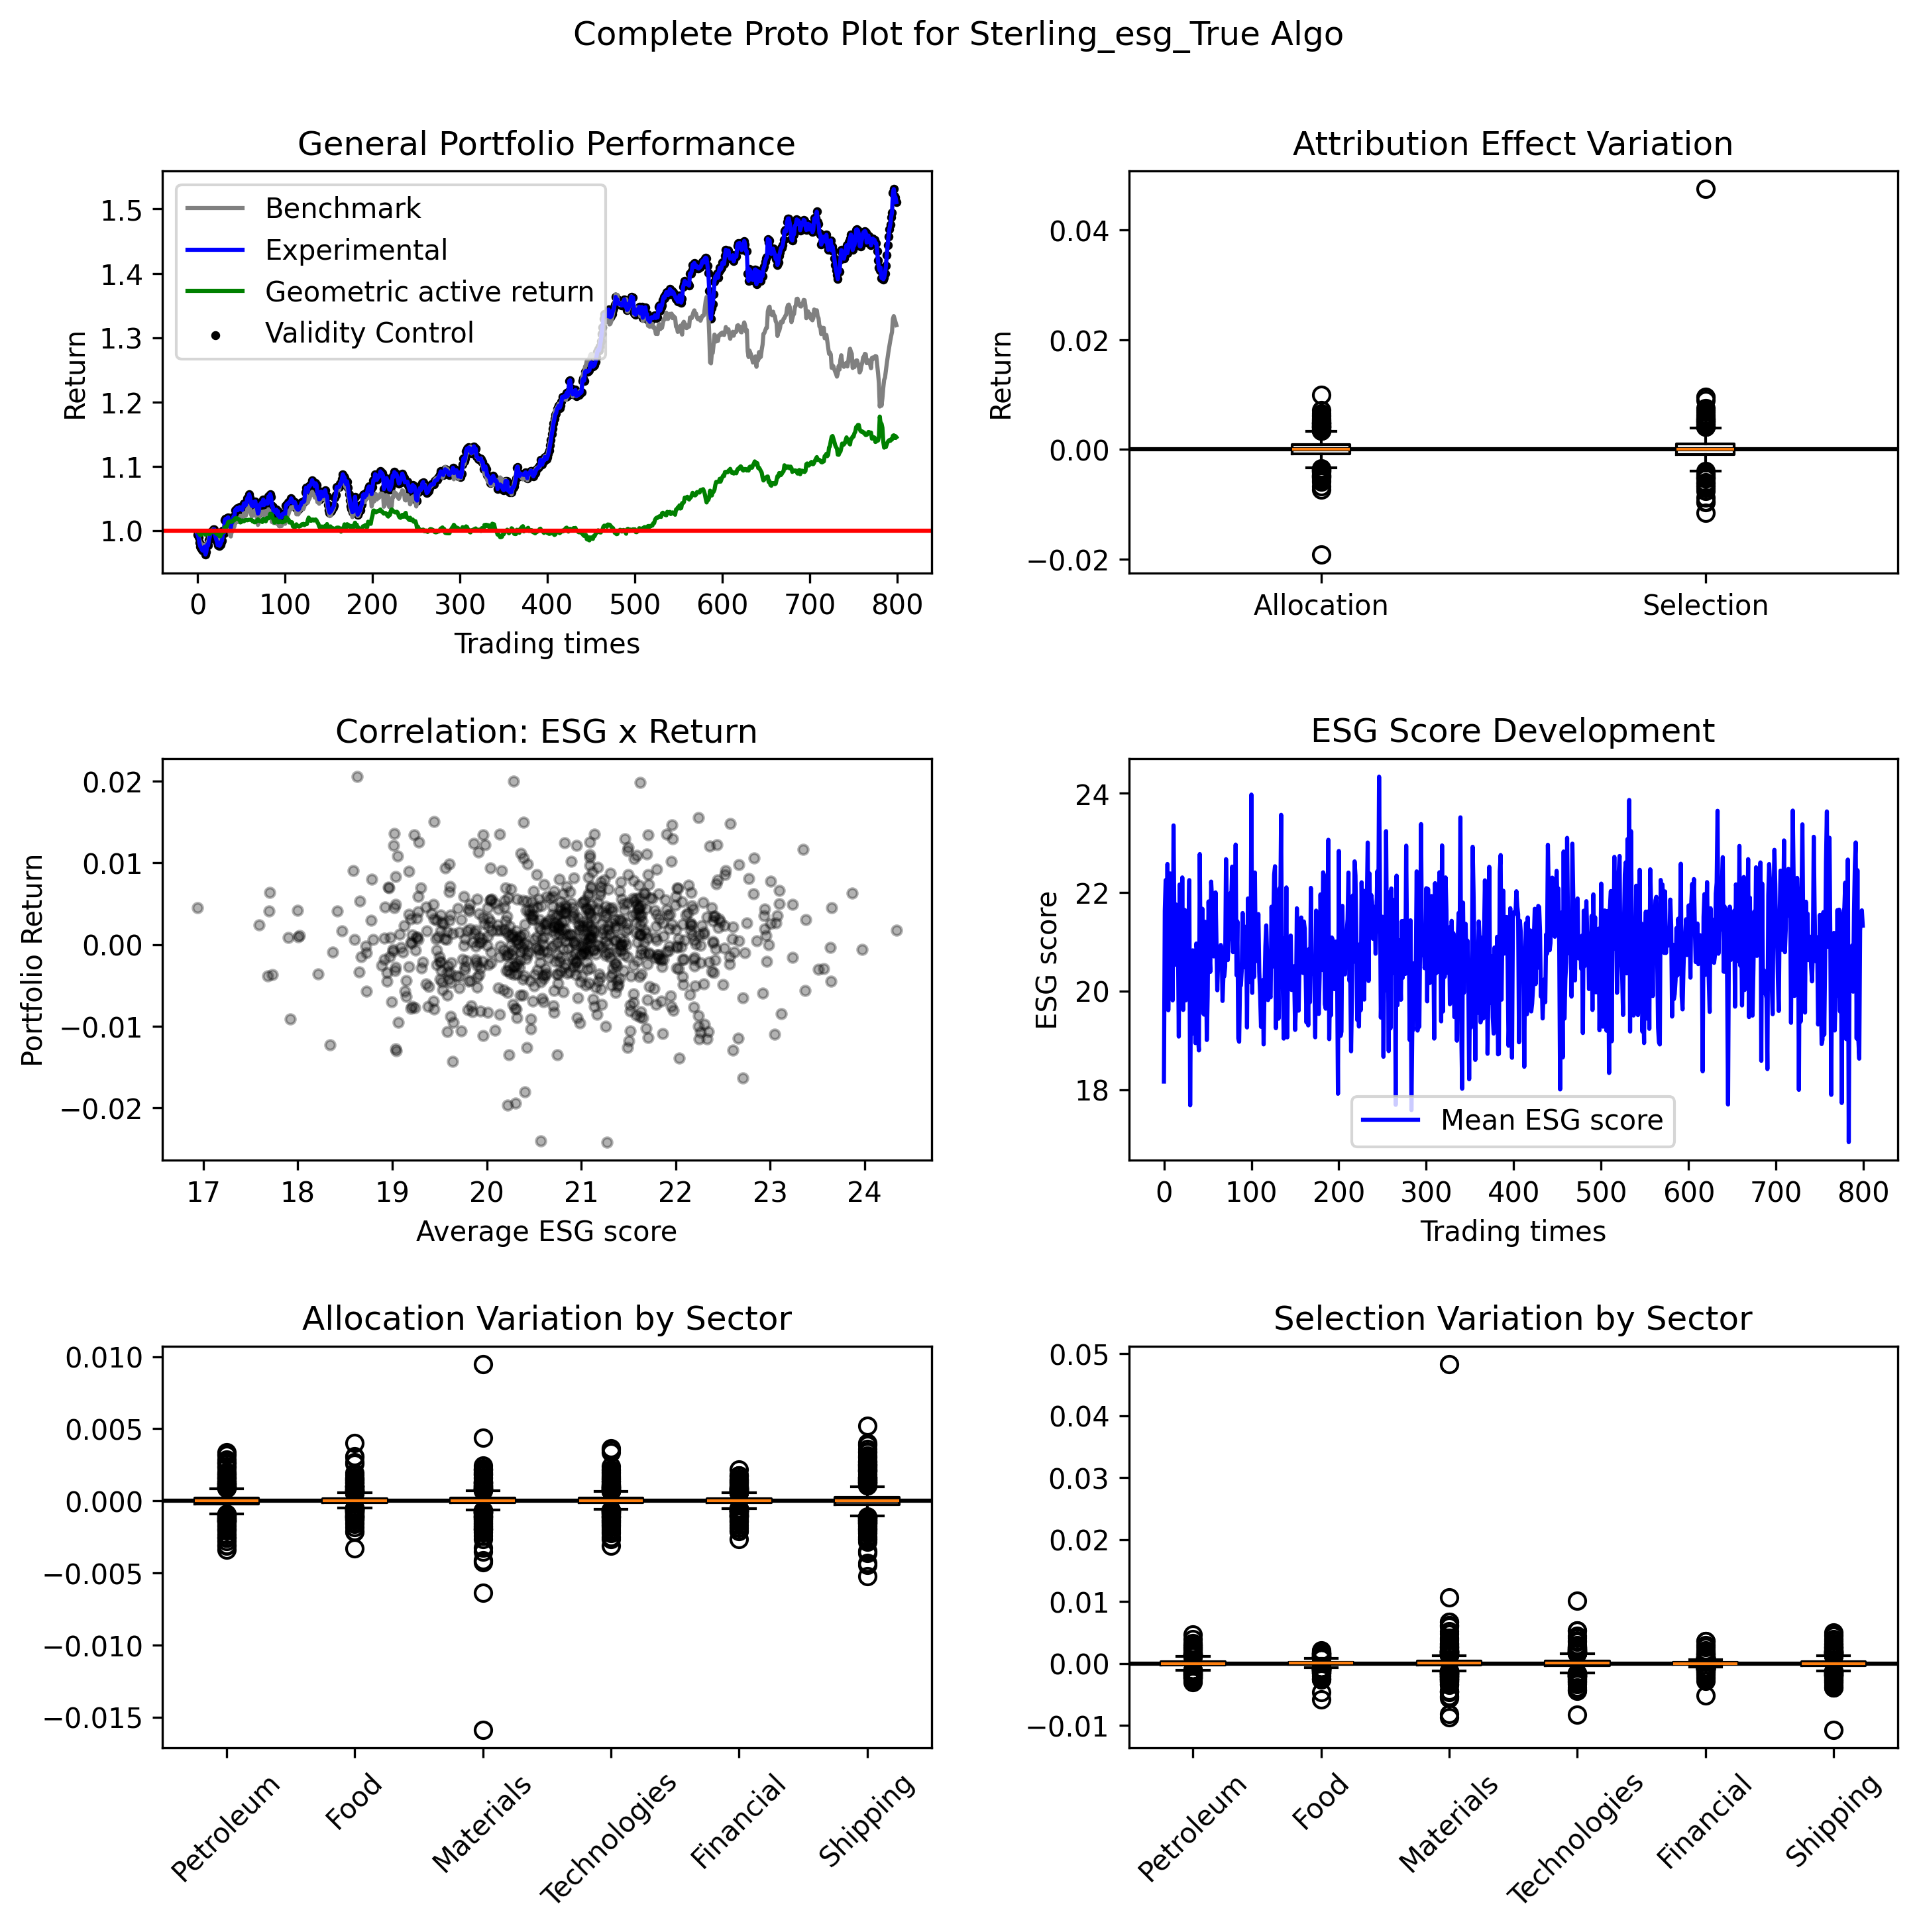 Complete Proto Plot for Sterling_esg_True Algo
General Portfolio Performance
Return
1.5
1.4
1.3
1.2
1.1
1.0
Benchmark
Experimental
Geometric active return
Validity Control
0 100 200 300 400 500 600 700 800
Trading times
Attribution Effect Variation
Return
0.04
0.02
0.00
−0.02
Allocation Selection
Correlation: ESG x Return
Portfolio Return
0.02
0.01
0.00
−0.01
−0.02
17 18 19 20 21 22 23 24
Average ESG score
ESG Score Development
ESG score
24
22
20
18
Mean ESG score
0 100 200 300 400 500 600 700 800
Trading times
Allocation Variation by Sector
0.010
0.005
0.000
−0.005
−0.010
−0.015
Petroleum
Food
Materials
Technologies
Financial
Shipping
Selection Variation by Sector
0.05
0.04
0.03
0.02
0.01
0.00
−0.01
Petroleum
Food
Materials
Technologies
Financial
Shipping